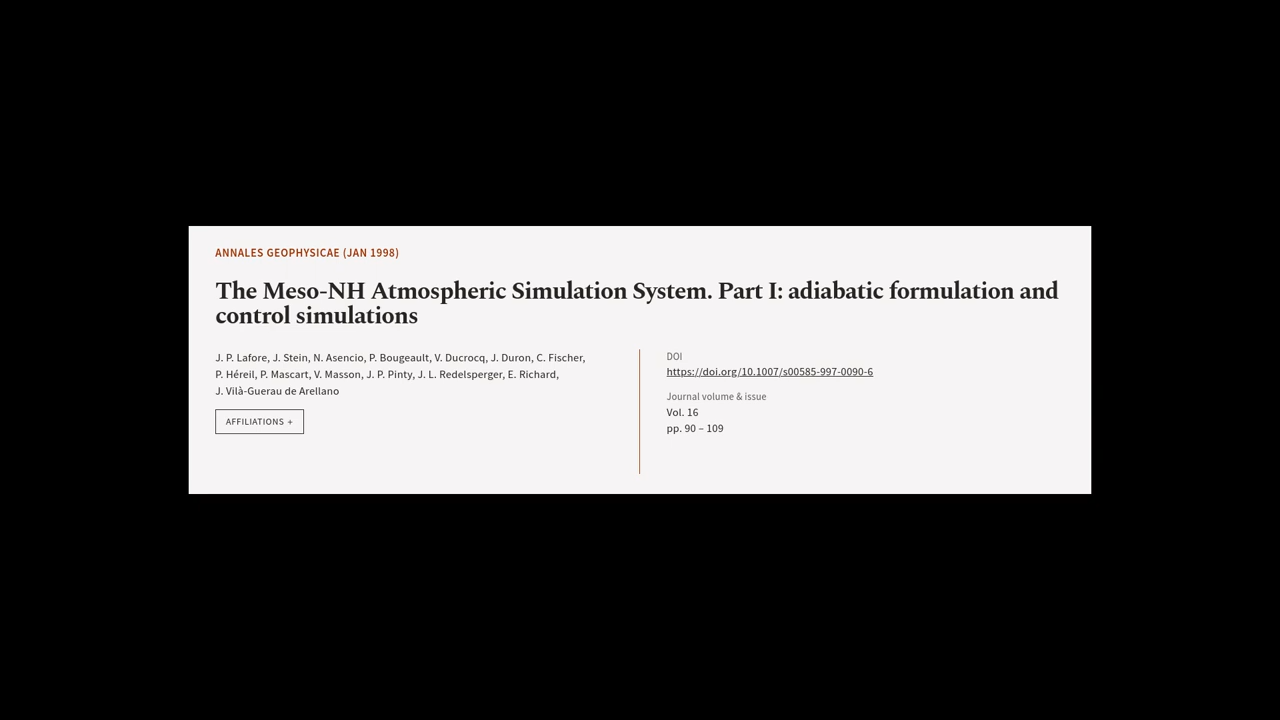 ANNALES GEOPHYSICAE (JAN 1998)
The Meso-NH Atmospheric Simulation System. Part I: adiabatic formulation and
control simulations
J. P. Lafore, J. Stein, N. Asencio, P. Bougeault, V. Ducrocq, J. Duron, C. Fischer,
P. Héreil, P. Mascart, V. Masson, J. P. Pinty, J. L. Redelsperger, E. Richard,
J. Vilà-Guerau de Arellano
AFFILIATIONS +
DOI
https://doi.org/10.1007/s00585-997-0090-6
Journal volume & issue
Vol. 16
pp. 90 – 109